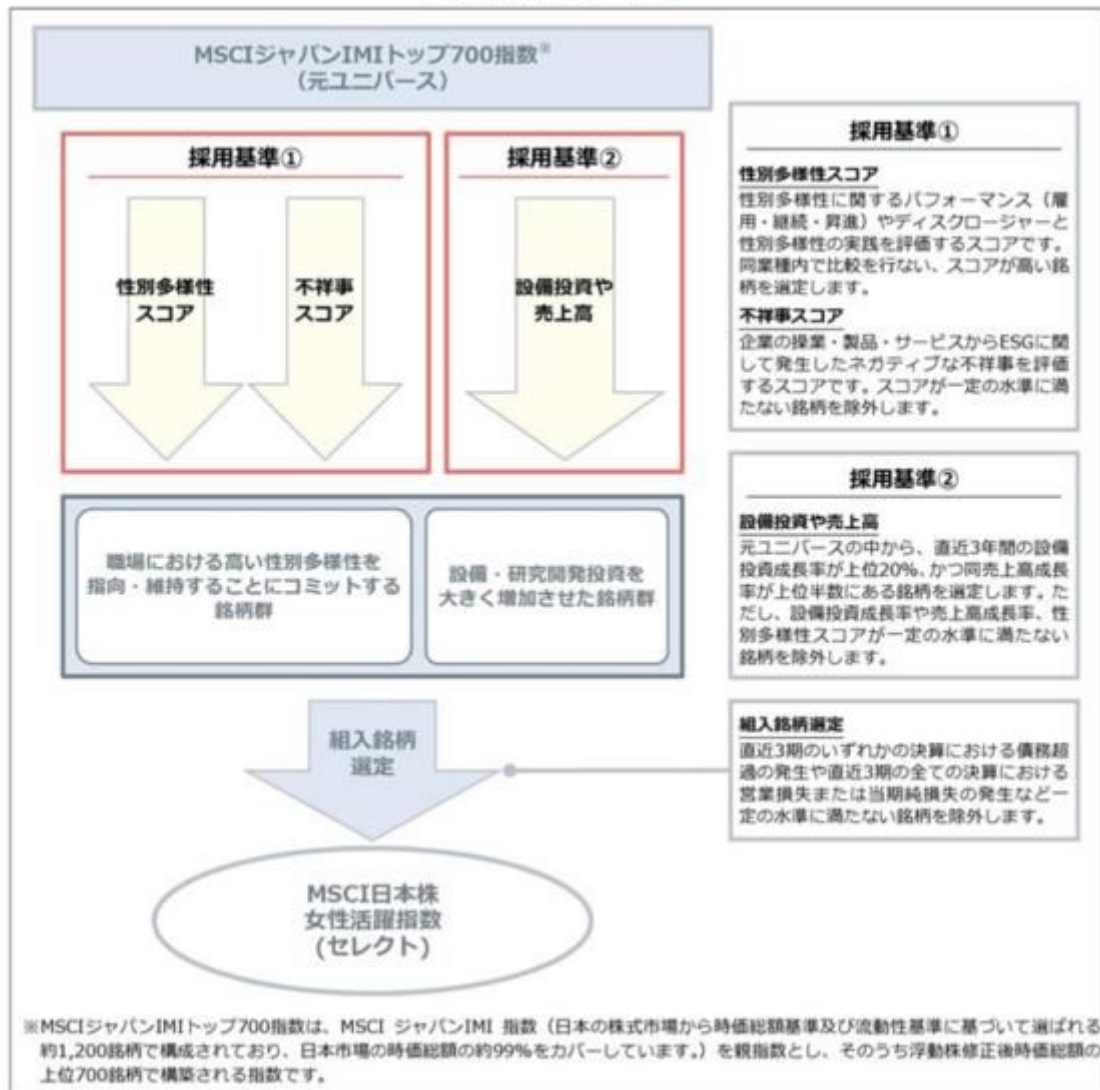 MSCIジャパンIMIトップ700指数※
（元ユニバース）
採用基準①
性別多様性
スコア
不祥事
スコア
採用基準②
設備投資や
売上高
職場における高い性別多様性を
指向・維持することにコミットする
銘柄群
設備・研究開発投資を
大きく増加させた銘柄群
組入銘柄
選定
MSCI日本株
女性活躍指数
(セレクト)
採用基準①
性別多様性スコア
性別多様性に関するパフォーマンス（雇
用・継続・昇進）やディスクロージャーと
性別多様性の実践を評価するスコアです。
同業種内で比較を行ない、スコアが高い銘
柄を選定します。
不祥事スコア
企業の操業・製品・サービスからESGに関
して発生したネガティブな不祥事を評価
するスコアです。スコアが一定の水準に満
たない銘柄を除外します。
採用基準②
設備投資や売上高
元ユニバースの中から、直近3年間の設備
投資成長率が上位20%、かつ同売上高成長
率が上位半数にある銘柄を選定します。た
だし、設備投資成長率や売上高成長率、性
別多様性スコアが一定の水準に満たない
銘柄を除外します。
組入銘柄選定
直近3期のいずれかの決算における債務超
過の発生や直近3期の全ての決算における
営業損失または当期純損失の発生など一
定の水準に満たない銘柄を除外します。
※MSCIジャパンIMIトップ700指数は、MSCI ジャパンIMI 指数（日本の株式市場から時価総額基準及び流動性基準に基づいて選ばれる
約1,200銘柄で構成されており、日本市場の時価総額の約99%をカバーしています。）を親指数とし、そのうち浮動株修正後時価総額の
上位700銘柄で構築される指数です。